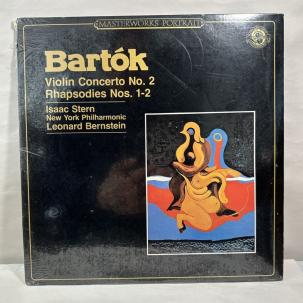 MASTERWORKS PORTRAIT
Bartók
Violin Concerto No. 2
Rhapsodies Nos. 1-2
Isaac Stern
New York Philharmonic
Leonard Bernstein